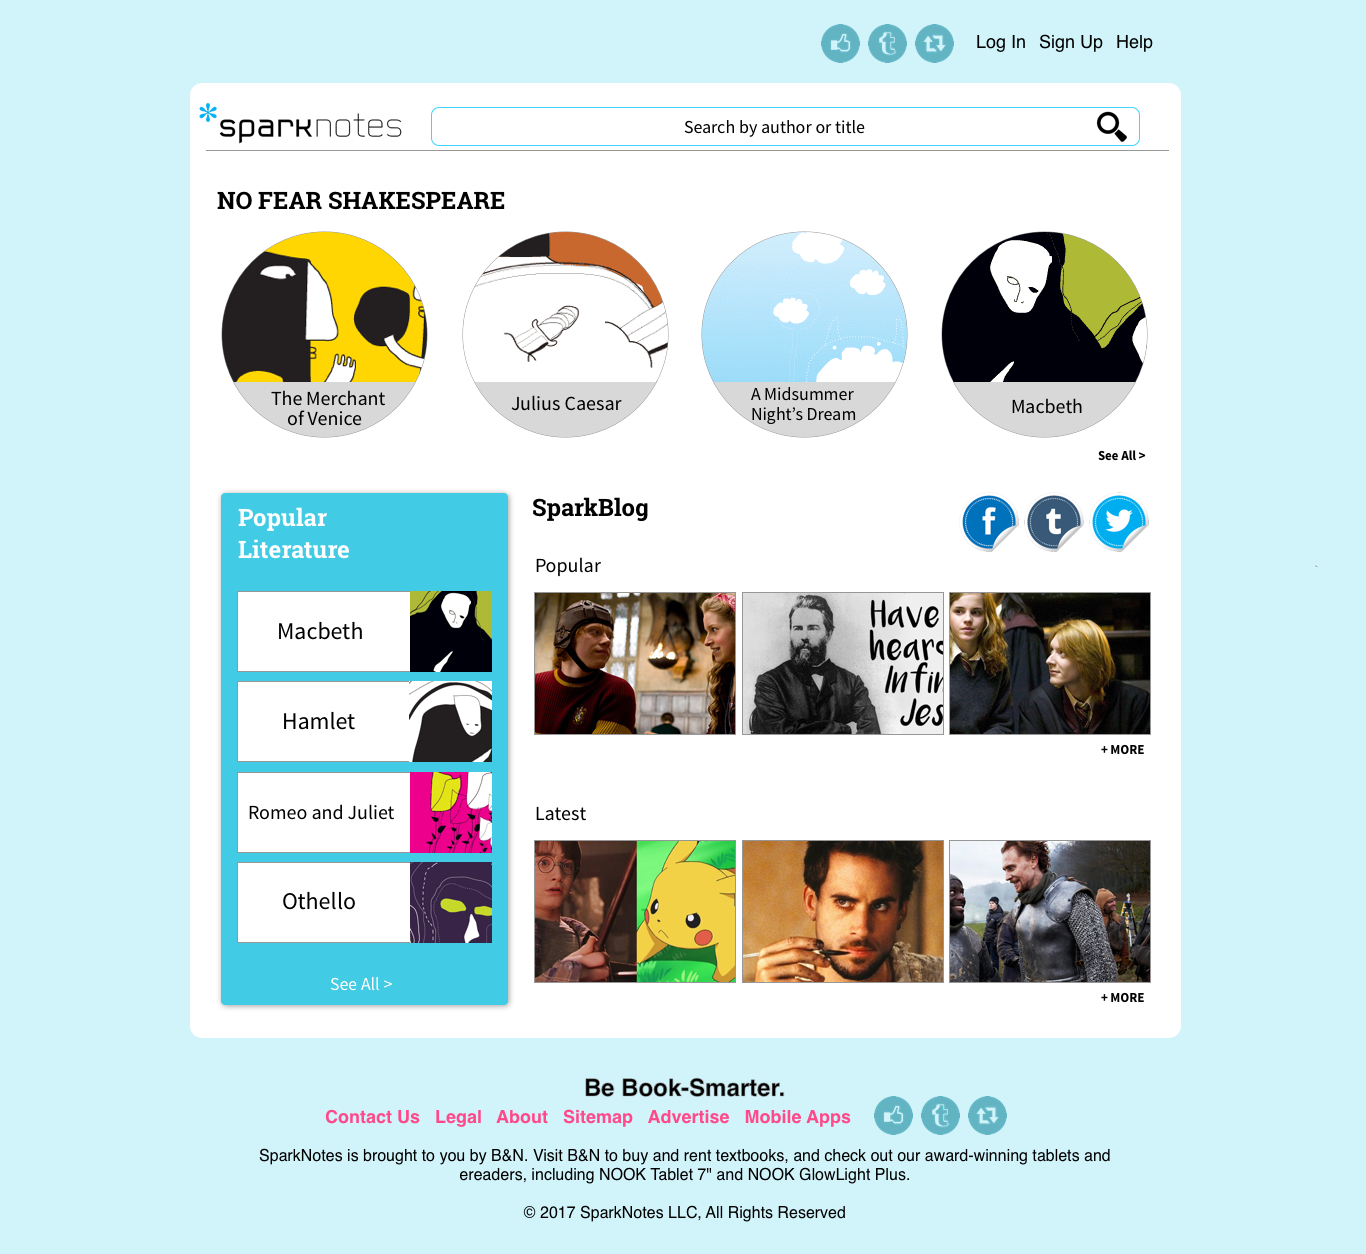 Log In Sign Up Help
*sparknotes
Search by author or title
NO FEAR SHAKESPEARE
The Merchant
of Venice
Julius Caesar
A Midsummer
Night’s Dream
Macbeth
See All >
Popular
Literature
Macbeth
Hamlet
Romeo and Juliet
Othello
See All >
SparkBlog
f t
Popular
Have
hear
Infin
Jes
+ MORE
Latest
+ MORE
Be Book-Smarter.
Contact Us Legal About Sitemap Advertise Mobile Apps
SparkNotes is brought to you by B&N. Visit B&N to buy and rent textbooks, and check out our award-winning tablets and
ereaders, including NOOK Tablet 7" and NOOK GlowLight Plus.
© 2017 SparkNotes LLC, All Rights Reserved